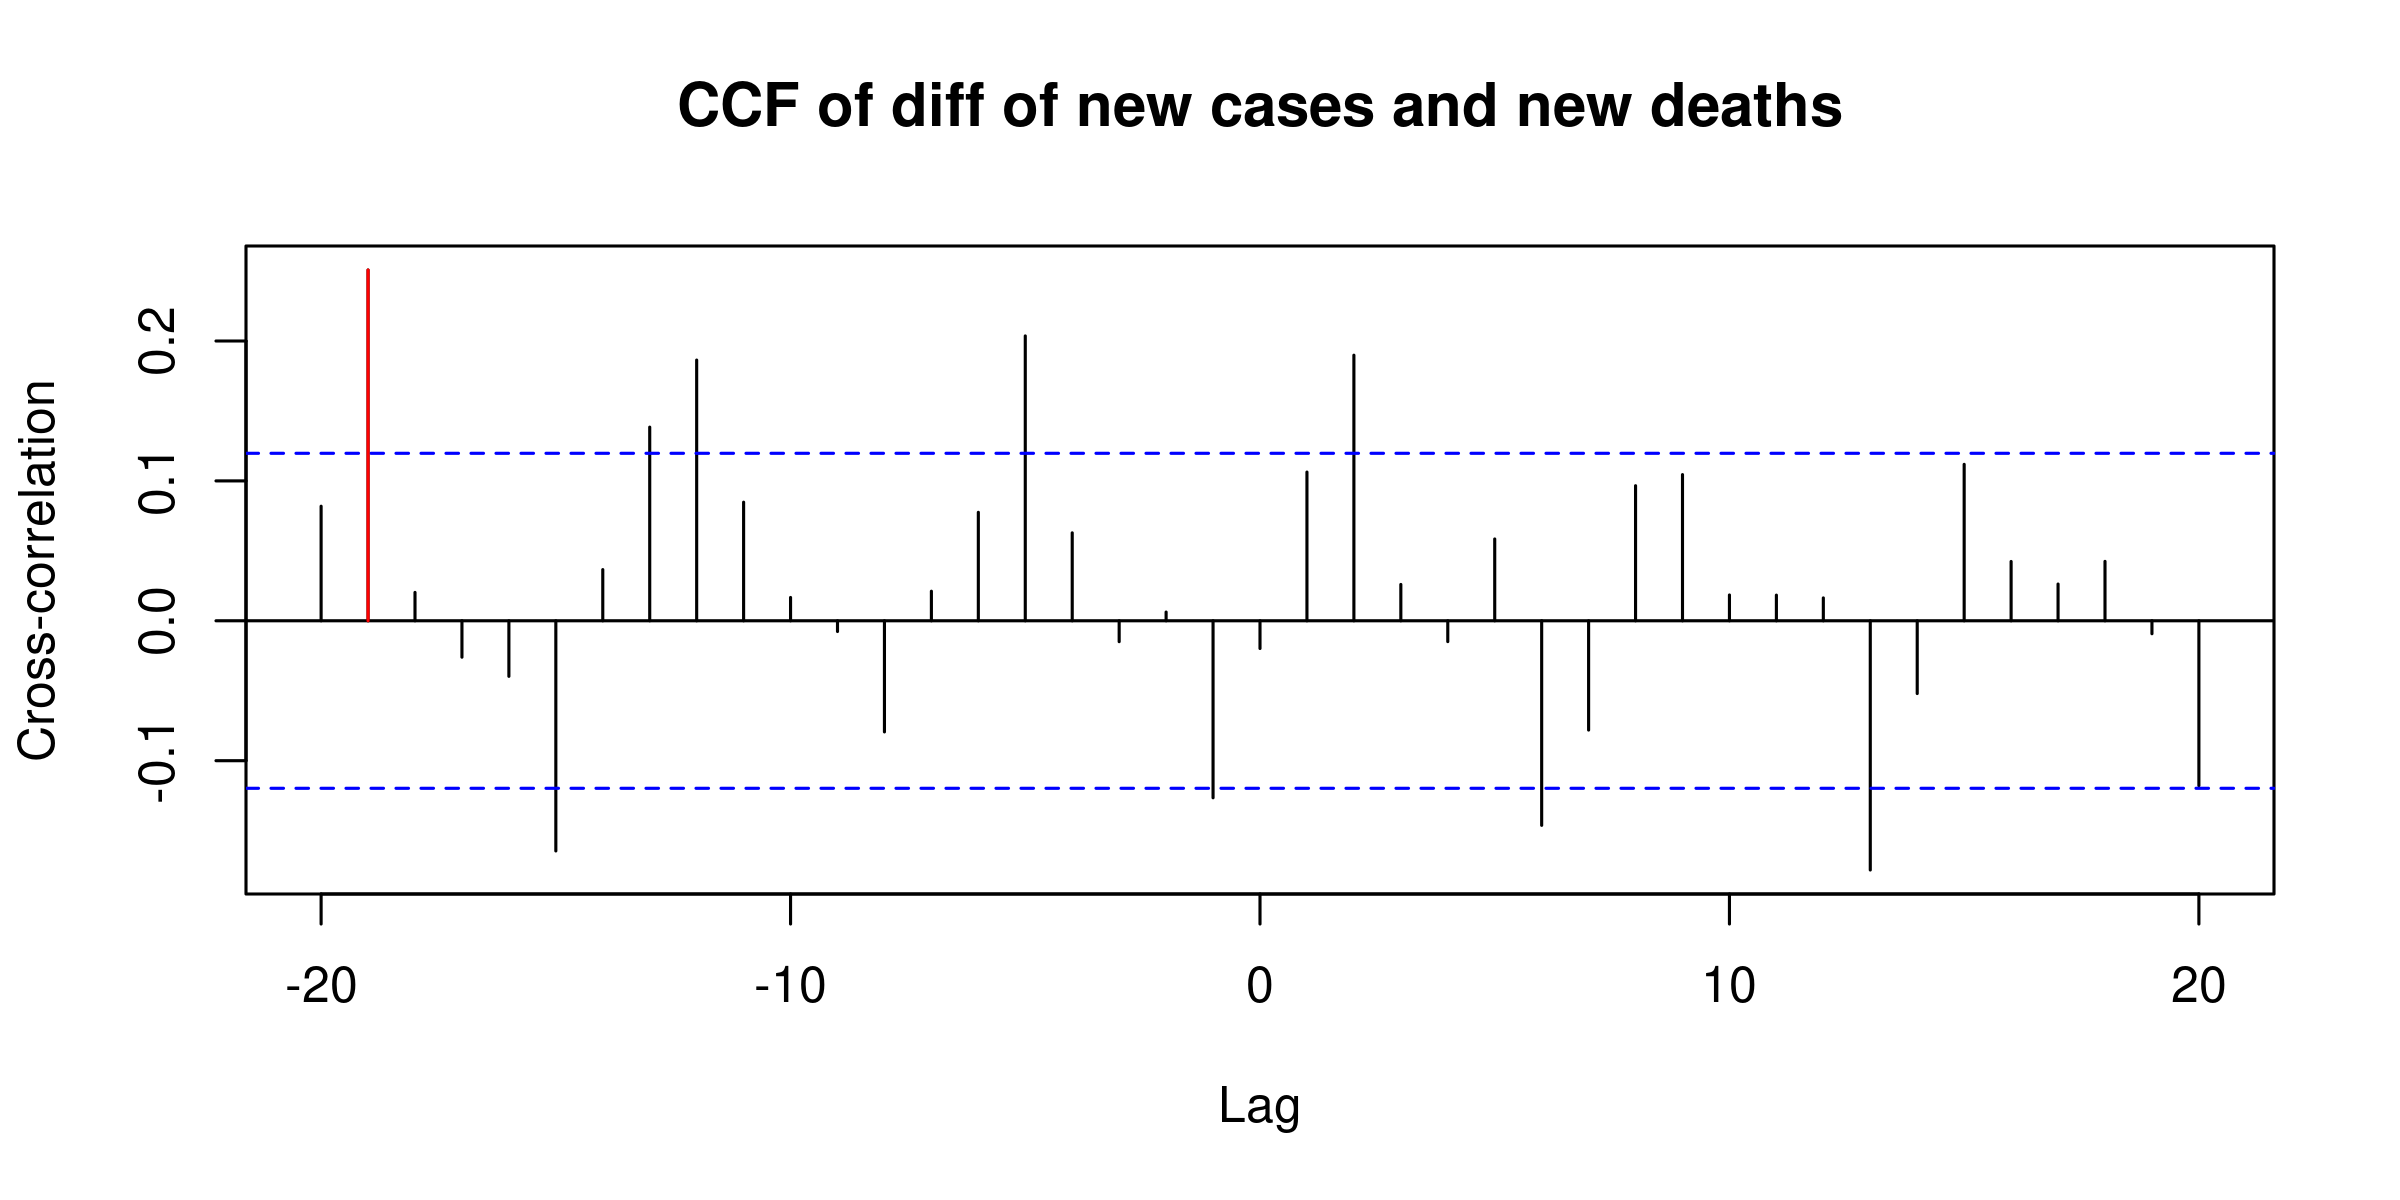 CCF of diff of new cases and new deaths
Cross-correlation
0.2
0.1
0.0
-0.1
-20 -10 0 10 20
Lag